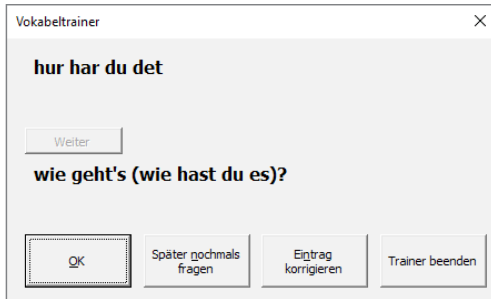 Vokabeltrainer
hur har du det
Weiter
wie geht's (wie hast du es)?
OK
Später nochmals
fragen
Eintrag
korrigieren
Trainer beenden